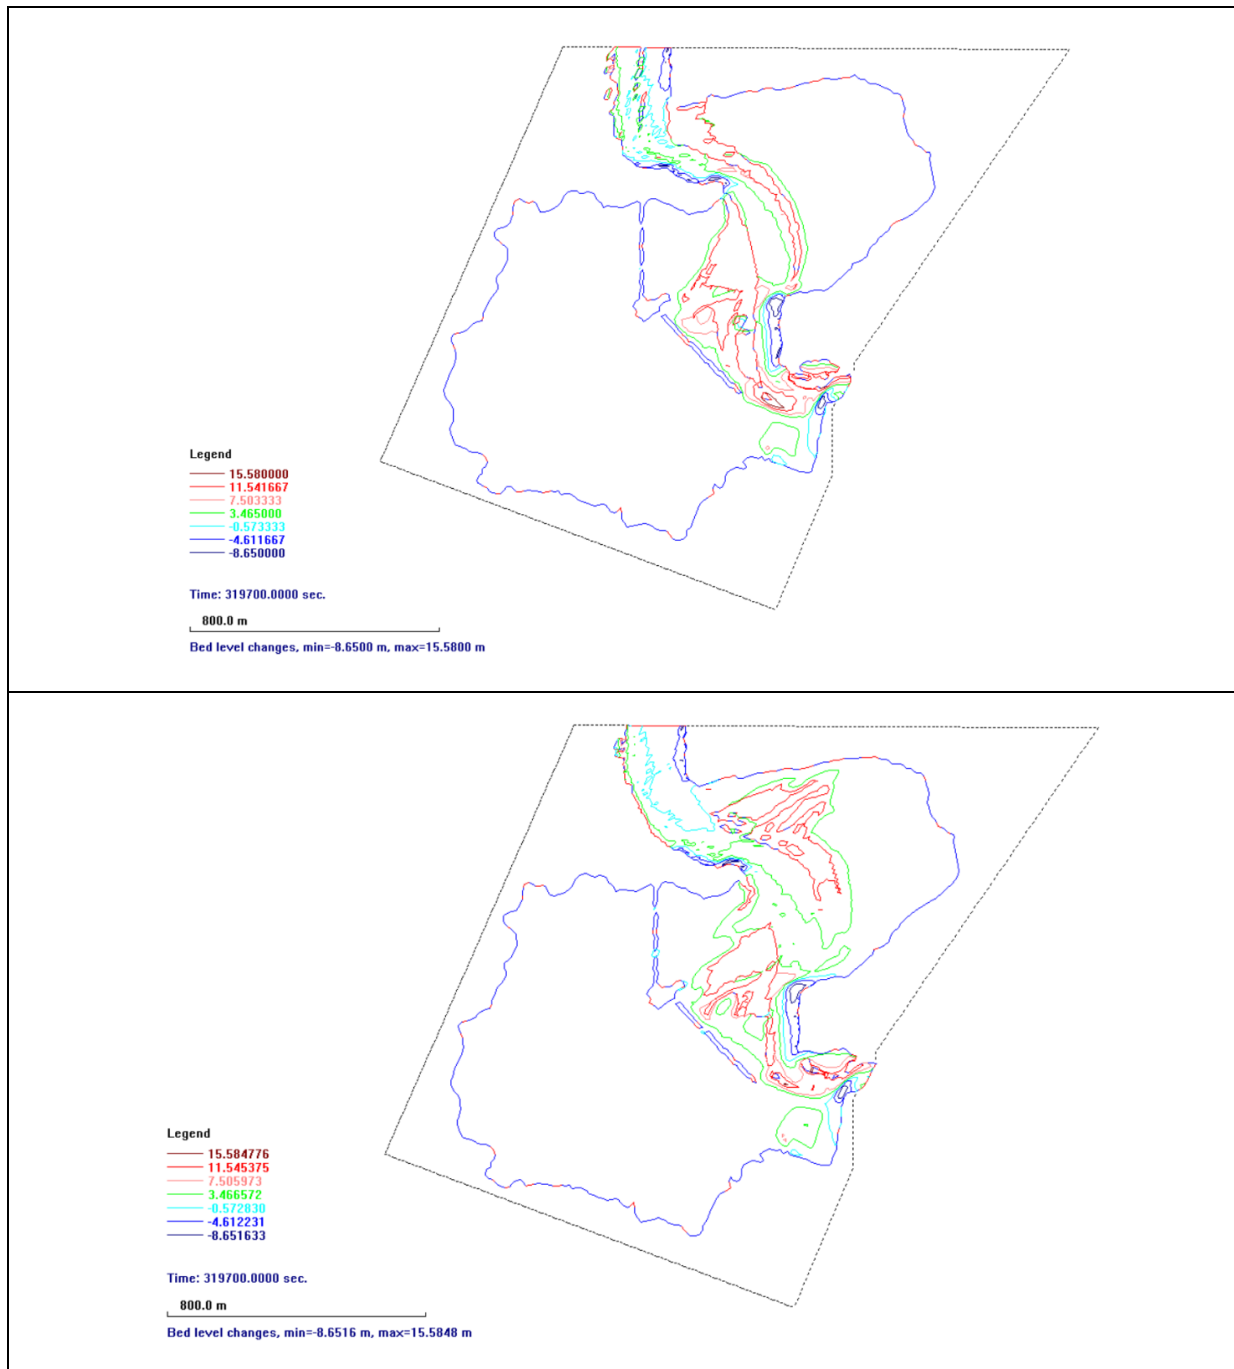 Legend
15.580000
11.541667
7.503333
3.465000
-0.573333
-4.611667
-8.650000
Time: 319700.0000 sec.
800.0 m
Bed level changes, min=-8.6500 m, max=15.5800 m
Legend
15.584776
11.545375
7.505973
3.466572
-0.572830
-4.612231
-8.651633
Time: 319700.0000 sec.
800.0 m
Bed level changes, min=-8.6516 m, max=15.5848 m